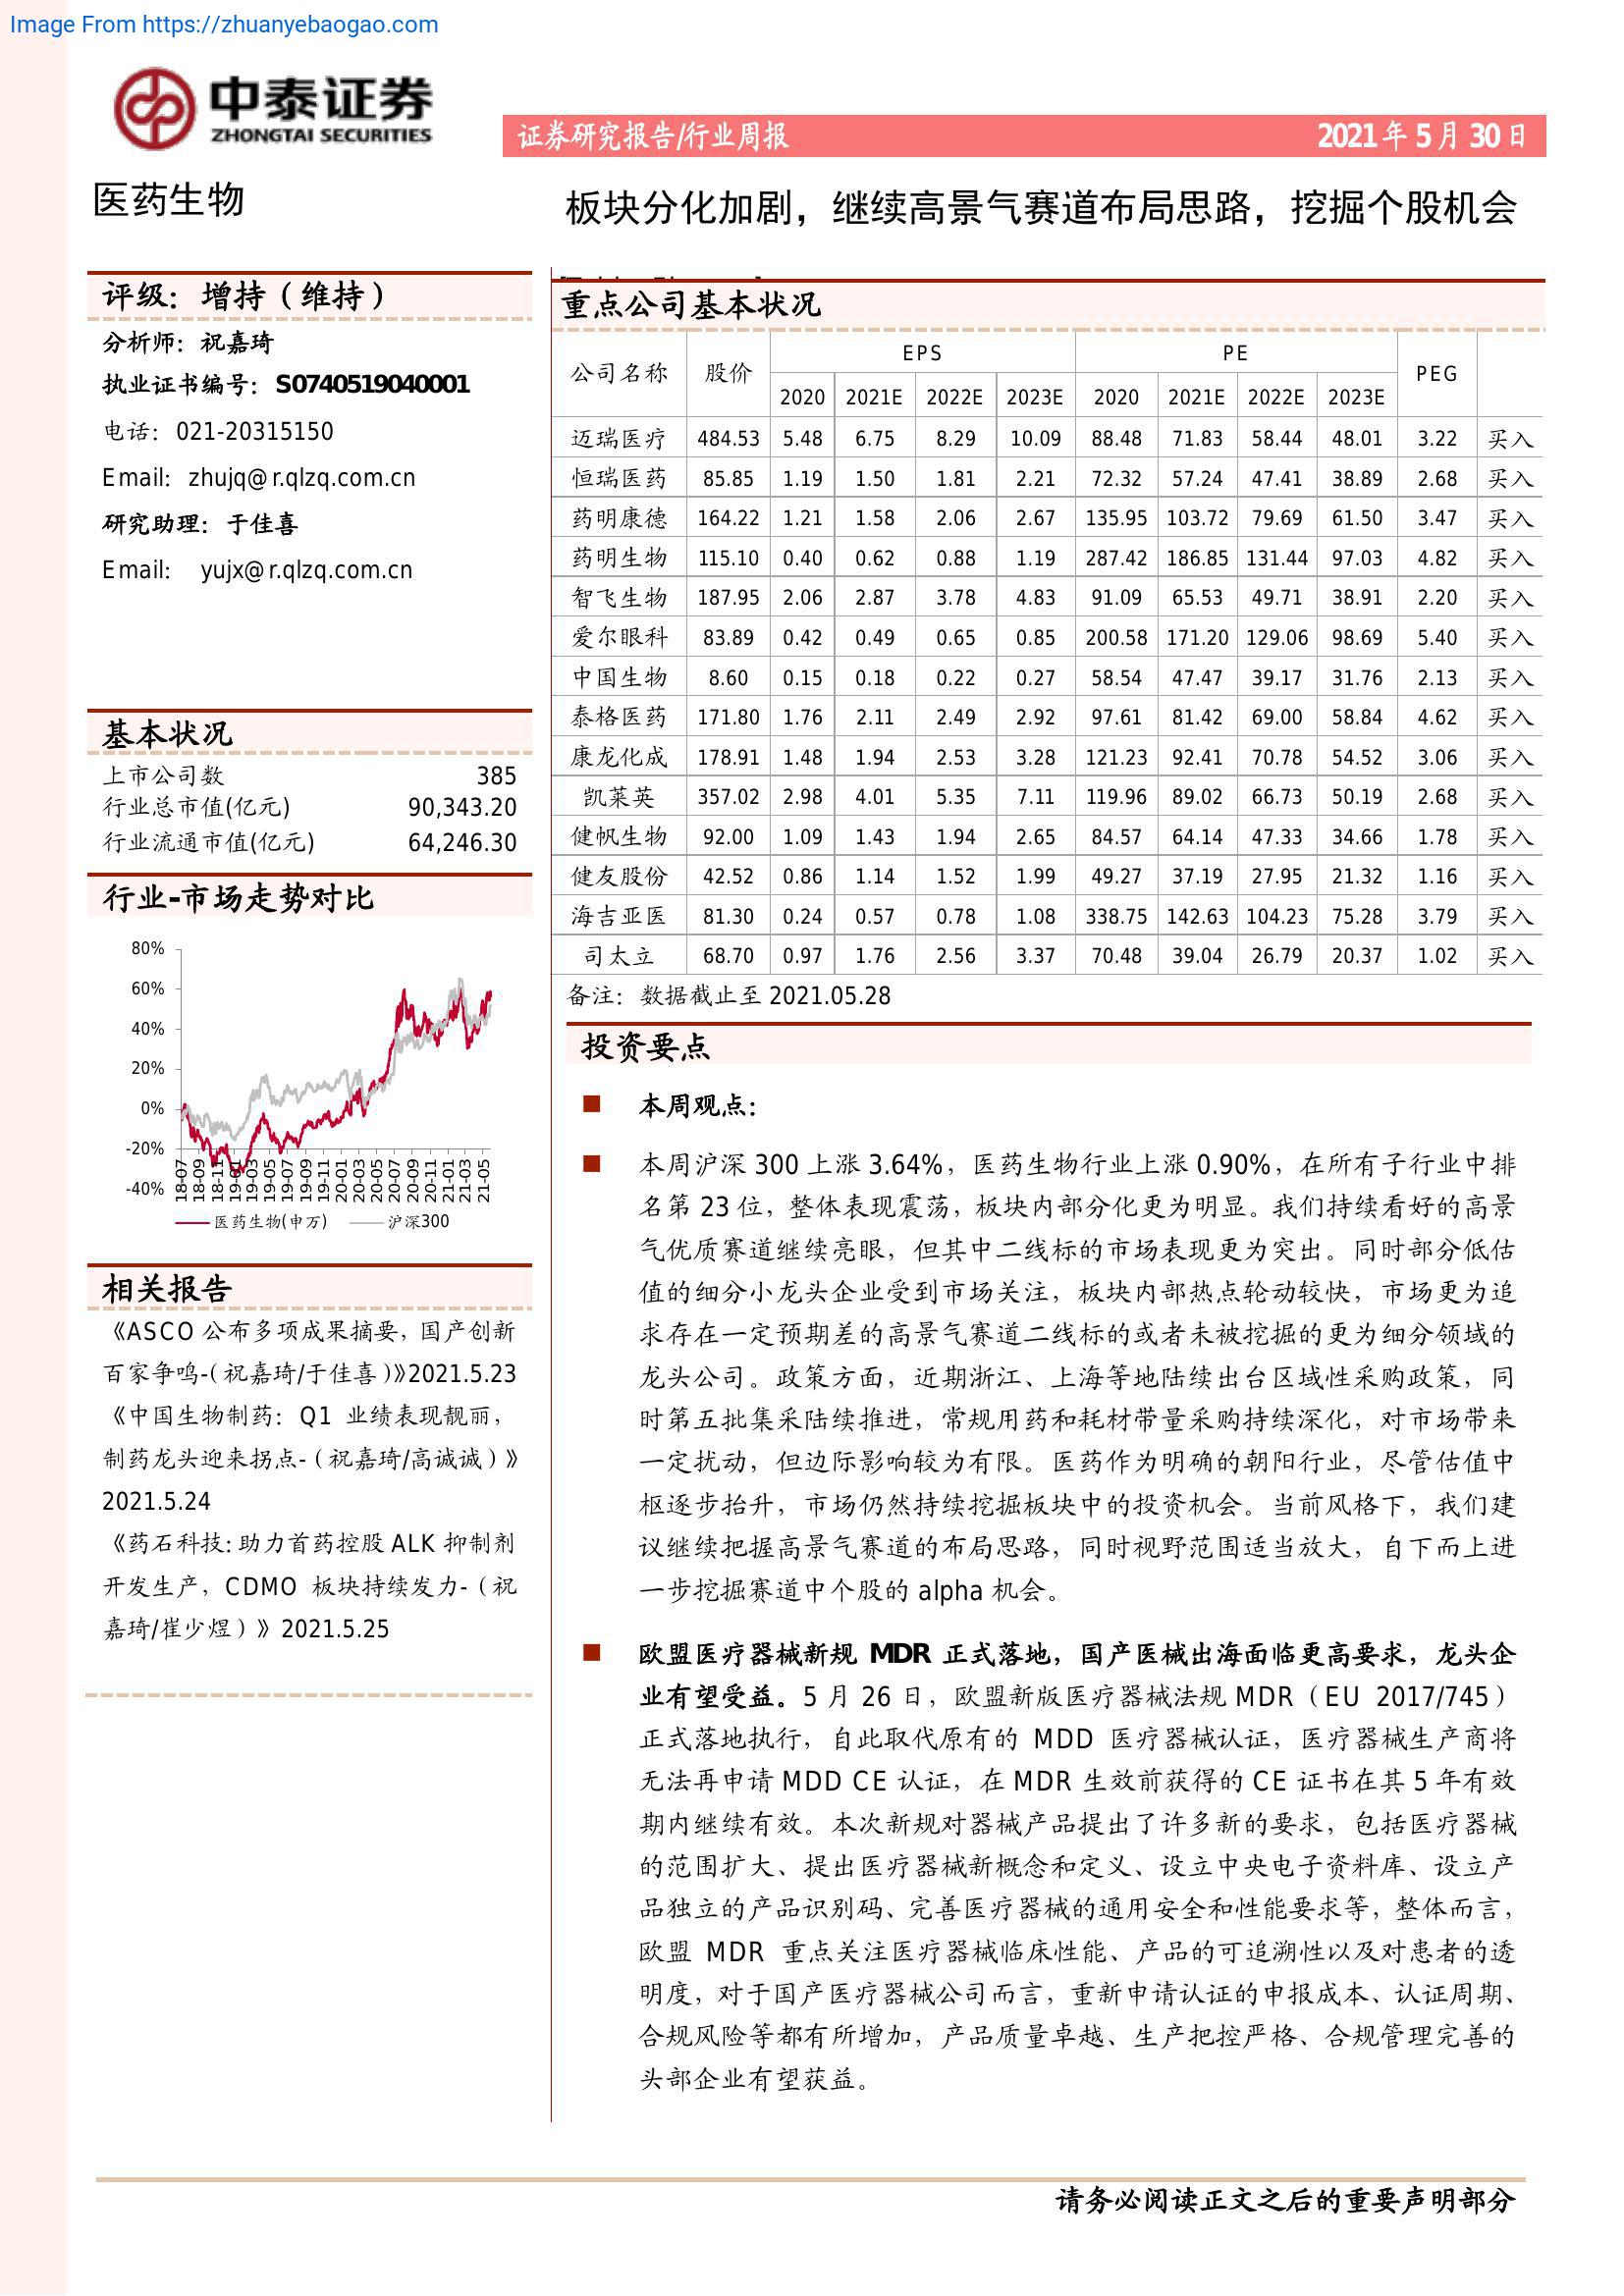 Image From https://zhuanyebaogao.com
中泰证券
ZHONGTAI SECURITIES
证券研究报告/行业周报 2021年5月30日
医药生物
板块分化加剧，继续高景气赛道布局思路，挖掘个股机会
评级：增持（维持）
分析师：祝嘉琦
执业证书编号：S0740519040001
电话：021-20315150
Email：zhujq@r.qlzq.com.cn
研究助理：于佳喜
Email： yujx@r.qlzq.com.cn
基本状况
上市公司数 385
行业总市值(亿元) 90,343.20
行业流通市值(亿元) 64,246.30
行业-市场走势对比
80%
60%
40%
20%
0%
-20%
-40%
18-07 18-09 18-11 19-01 19-03 19-05 19-07 19-09 19-11 20-01 20-03 20-05 20-07 20-09 20-11 21-01 21-03 21-05
医药生物(申万) 沪深300
相关报告
《ASCO 公布多项成果摘要，国产创新
百家争鸣-（祝嘉琦/于佳喜）》2021.5.23
《中国生物制药：Q1 业绩表现靓丽，
制药龙头迎来拐点-（祝嘉琦/高诚诚）》
2021.5.24
《药石科技：助力首药控股 ALK 抑制剂
开发生产，CDMO 板块持续发力-（祝
嘉琦/崔少煜）》2021.5.25
重点公司基本状况
公司名称 股价 EPS PE PEG
2020 2021E 2022E 2023E 2020 2021E 2022E 2023E
迈瑞医疗 484.53 5.48 6.75 8.29 10.09 88.48 71.83 58.44 48.01 3.22 买入
恒瑞医药 85.85 1.19 1.50 1.81 2.21 72.32 57.24 47.41 38.89 2.68 买入
药明康德 164.22 1.21 1.58 2.06 2.67 135.95 103.72 79.69 61.50 3.47 买入
药明生物 115.10 0.40 0.62 0.88 1.19 287.42 186.85 131.44 97.03 4.82 买入
智飞生物 187.95 2.06 2.87 3.78 4.83 91.09 65.53 49.71 38.91 2.20 买入
爱尔眼科 83.89 0.42 0.49 0.65 0.85 200.58 171.20 129.06 98.69 5.40 买入
中国生物 8.60 0.15 0.18 0.22 0.27 58.54 47.47 39.17 31.76 2.13 买入
泰格医药 171.80 1.76 2.11 2.49 2.92 97.61 81.42 69.00 58.84 4.62 买入
康龙化成 178.91 1.48 1.94 2.53 3.28 121.23 92.41 70.78 54.52 3.06 买入
凯莱英 357.02 2.98 4.01 5.35 7.11 119.96 89.02 66.73 50.19 2.68 买入
健帆生物 92.00 1.09 1.43 1.94 2.65 84.57 64.14 47.33 34.66 1.78 买入
健友股份 42.52 0.86 1.14 1.52 1.99 49.27 37.19 27.95 21.32 1.16 买入
海吉亚医 81.30 0.24 0.57 0.78 1.08 338.75 142.63 104.23 75.28 3.79 买入
司太立 68.70 0.97 1.76 2.56 3.37 70.48 39.04 26.79 20.37 1.02 买入
备注：数据截止至 2021.05.28
投资要点
■ 本周观点：
■ 本周沪深 300 上涨 3.64%，医药生物行业上涨 0.90%，在所有子行业中排
名第 23 位，整体表现震荡，板块内部分化更为明显。我们持续看好的高景
气优质赛道继续亮眼，但其中二线标的市场表现更为突出。同时部分低估
值的细分小龙头企业受到市场关注，板块内部热点轮动较快，市场更为追
求存在一定预期差的高景气赛道二线标的或者未被挖掘的更为细分领域的
龙头公司。政策方面，近期浙江、上海等地陆续出台区域性采购政策，同
时第五批集采陆续推进，常规用药和耗材带量采购持续深化，对市场带来
一定扰动，但边际影响较为有限。医药作为明确的朝阳行业，尽管估值中
枢逐步抬升，市场仍然持续挖掘板块中的投资机会。当前风格下，我们建
议继续把握高景气赛道的布局思路，同时视野范围适当放大，自下而上进
一步挖掘赛道中个股的 alpha 机会。
■ 欧盟医疗器械新规 MDR 正式落地，国产医械出海面临更高要求，龙头企
业有望受益。5 月 26 日，欧盟新版医疗器械法规 MDR（EU 2017/745）
正式落地执行，自此取代原有的 MDD 医疗器械认证，医疗器械生产商将
无法再申请 MDD CE 认证，在 MDR 生效前获得的 CE 证书在其 5 年有效
期内继续有效。本次新规对器械产品提出了许多新的要求，包括医疗器械
的范围扩大、提出医疗器械新概念和定义、设立中央电子资料库、设立产
品独立的产品识别码、完善医疗器械的通用安全和性能要求等，整体而言，
欧盟 MDR 重点关注医疗器械临床性能、产品的可追溯性以及对患者的透
明度，对于国产医疗器械公司而言，重新申请认证的申报成本、认证周期、
合规风险等都有所增加，产品质量卓越、生产把控严格、合规管理完善的
头部企业有望获益。
请务必阅读正文之后的重要声明部分